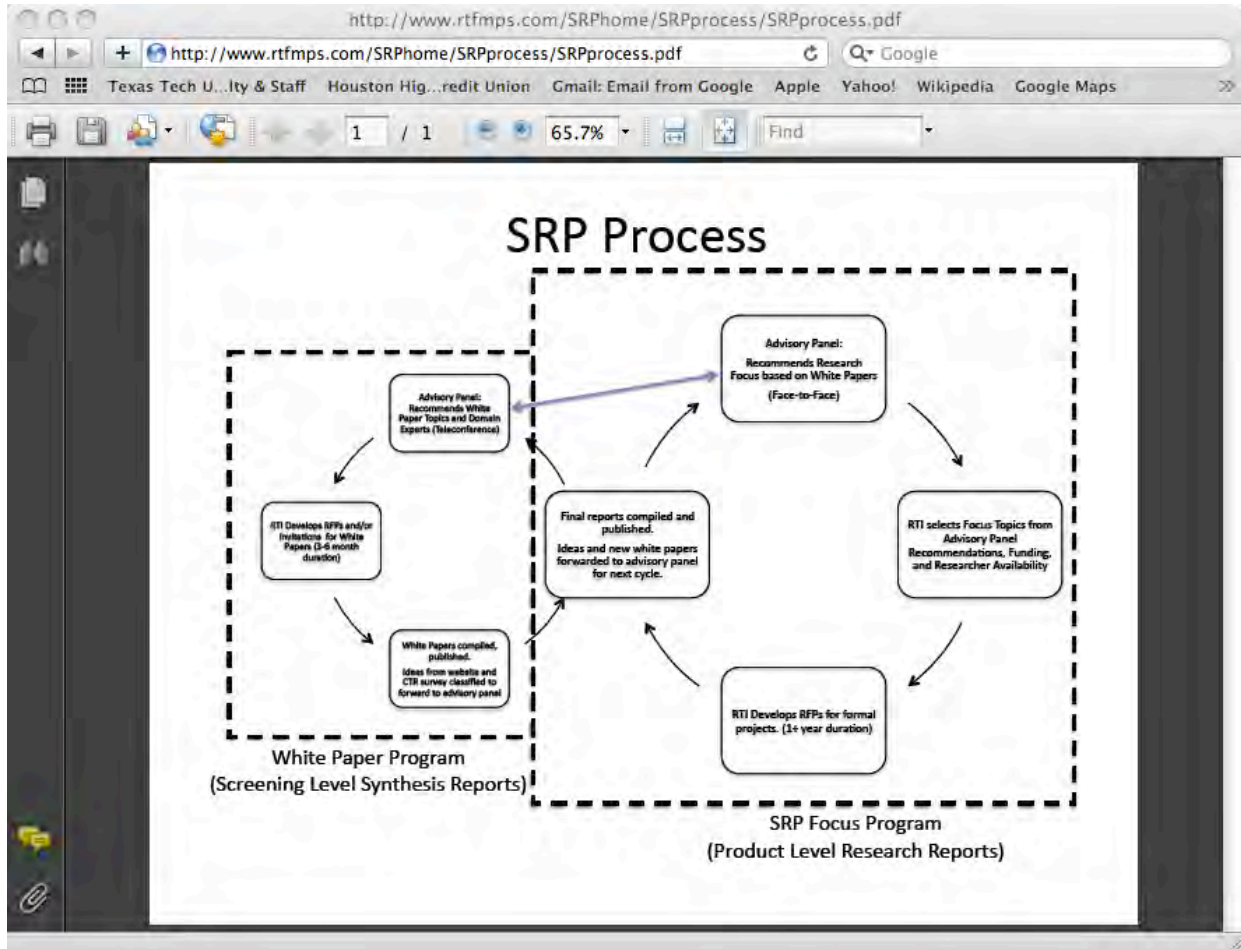 http://www.rtfmps.com/SRPhome/SRPprocess/SRPprocess.pdf
http://www.rtfmps.com/SRPhome/SRPprocess/SRPprocess.pdf
Google
Texas Tech U...lty & Staff Houston Hig...redit Union Gmail: Email from Google Apple Yahoo! Wikipedia Google Maps
1 / 1 65.7% Find
SRP Process
Advisory Panel:
Recommends White
Paper Topics and Domain
Experts (Teleconference)
RTI Develops RFPs and/or
Invitations for White
Papers (3-6 month
duration)
White Papers compiled,
published.
Ideas from website and
CTR survey classified to
forward to advisory panel
White Paper Program
(Screening Level Synthesis Reports)
Advisory Panel:
Recommends Research
Focus based on White Papers
(Face-to-Face)
Final reports compiled and
published.
Ideas and new white papers
forwarded to advisory panel
for next cycle.
RTI selects Focus Topics from
Advisory Panel
Recommendations, Funding,
and Researcher Availability
RTI Develops RFPs for formal
projects. (1+ year duration)
SRP Focus Program
(Product Level Research Reports)